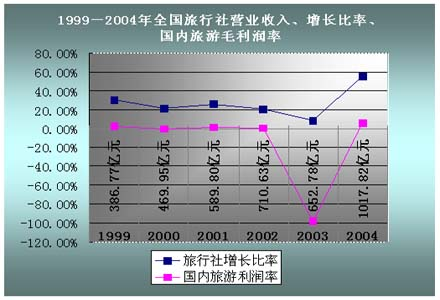 1999－2004年全国旅行社营业收入、增长比率、
国内旅游毛利润率
80.00%
60.00%
40.00%
20.00%
0.00%
-20.00%
-40.00%
-60.00%
-80.00%
-100.00%
-120.00%
386.77亿元
469.95亿元
589.80亿元
710.63亿元
652.78亿元
1017.82亿元
1999 2000 2001 2002 2003 2004
旅行社增长比率
国内旅游利润率